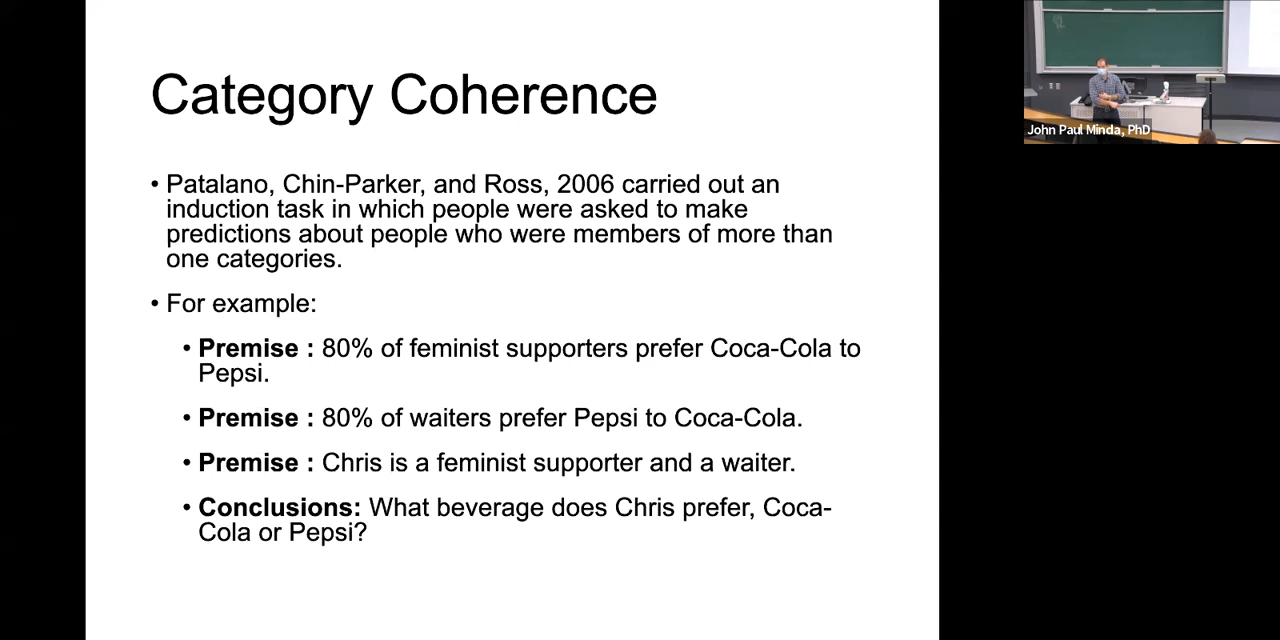 Category Coherence
• Patalano, Chin-Parker, and Ross, 2006 carried out an
induction task in which people were asked to make
predictions about people who were members of more than
one categories.
• For example:
• Premise : 80% of feminist supporters prefer Coca-Cola to
Pepsi.
• Premise : 80% of waiters prefer Pepsi to Coca-Cola.
• Premise : Chris is a feminist supporter and a waiter.
• Conclusions: What beverage does Chris prefer, Coca-
Cola or Pepsi?
John Paul Minda, PhD